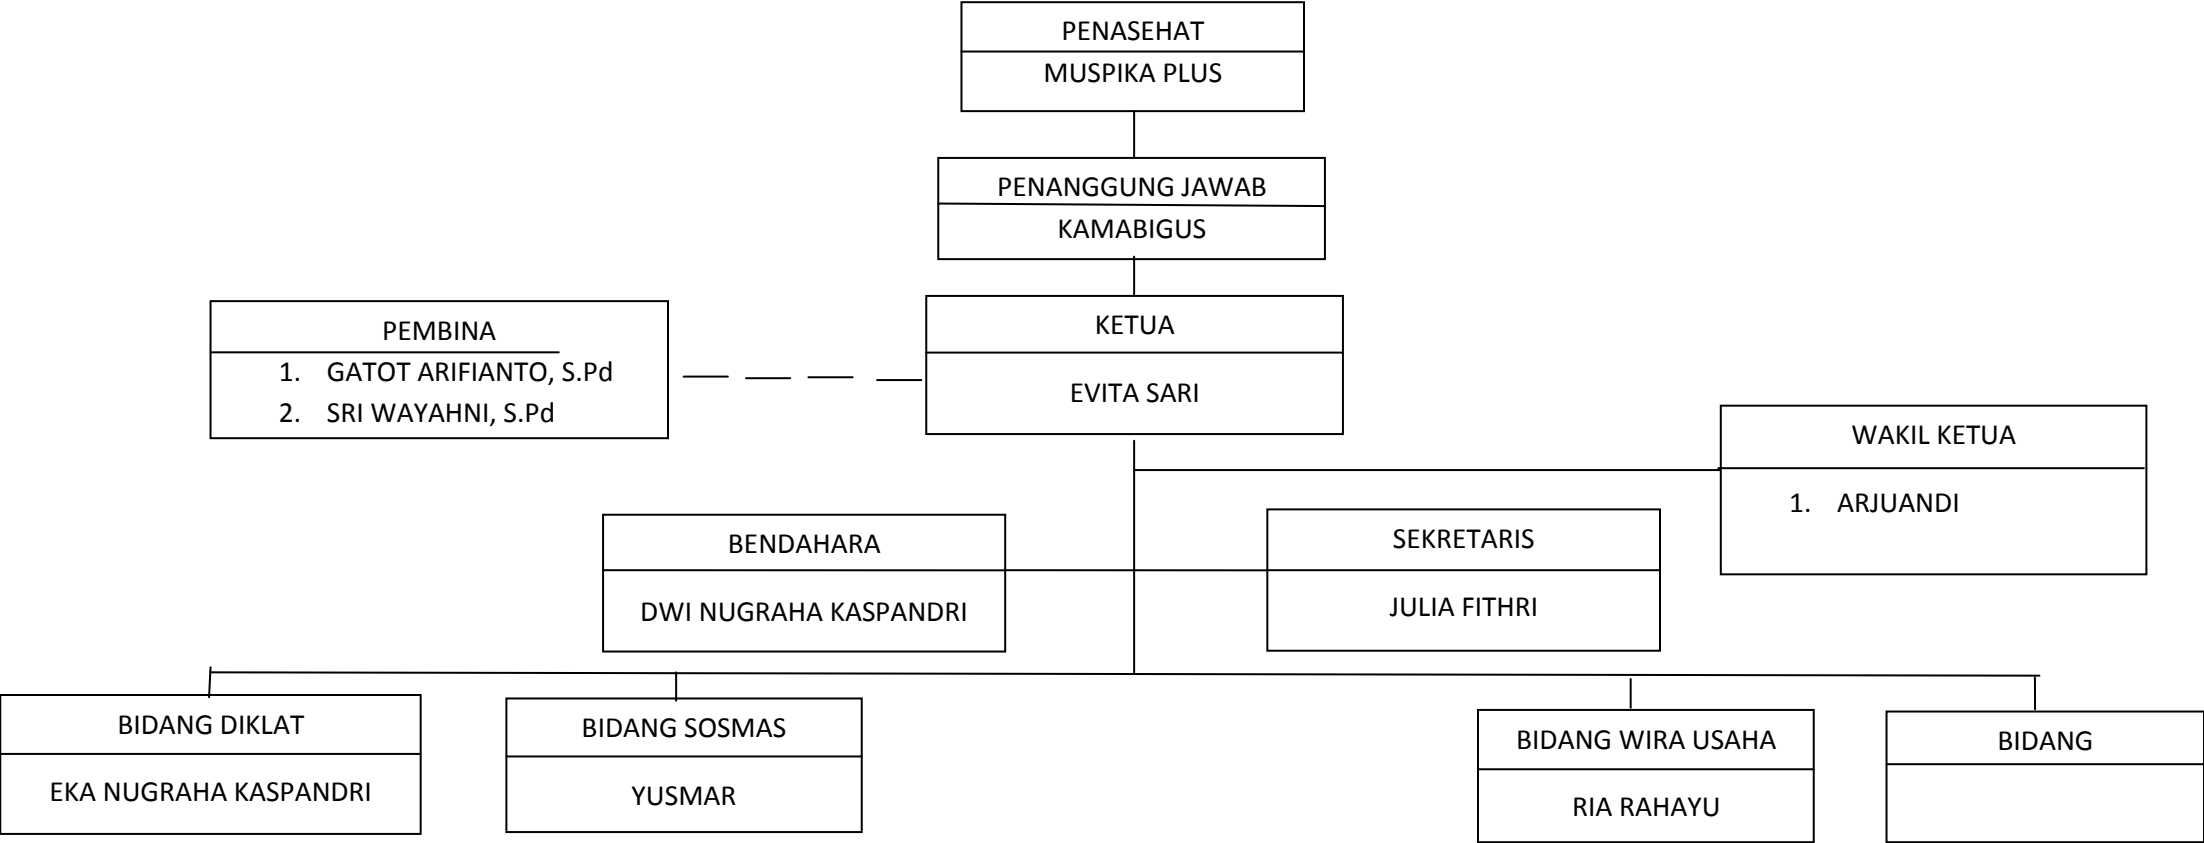 PENASEHAT
MUSPIKA PLUS
PENANGGUNG JAWAB
KAMABIGUS
PEMBINA
1. GATOT ARIFIANTO, S.Pd
2. SRI WAYAHNI, S.Pd
KETUA
EVITA SARI
WAKIL KETUA
1. ARJUANDI
BENDAHARA
DWI NUGRAHA KASPANDRI
SEKRETARIS
JULIA FITHRI
BIDANG DIKLAT
EKA NUGRAHA KASPANDRI
BIDANG SOSMAS
YUSMAR
BIDANG WIRA USAHA
RIA RAHAYU
BIDANG